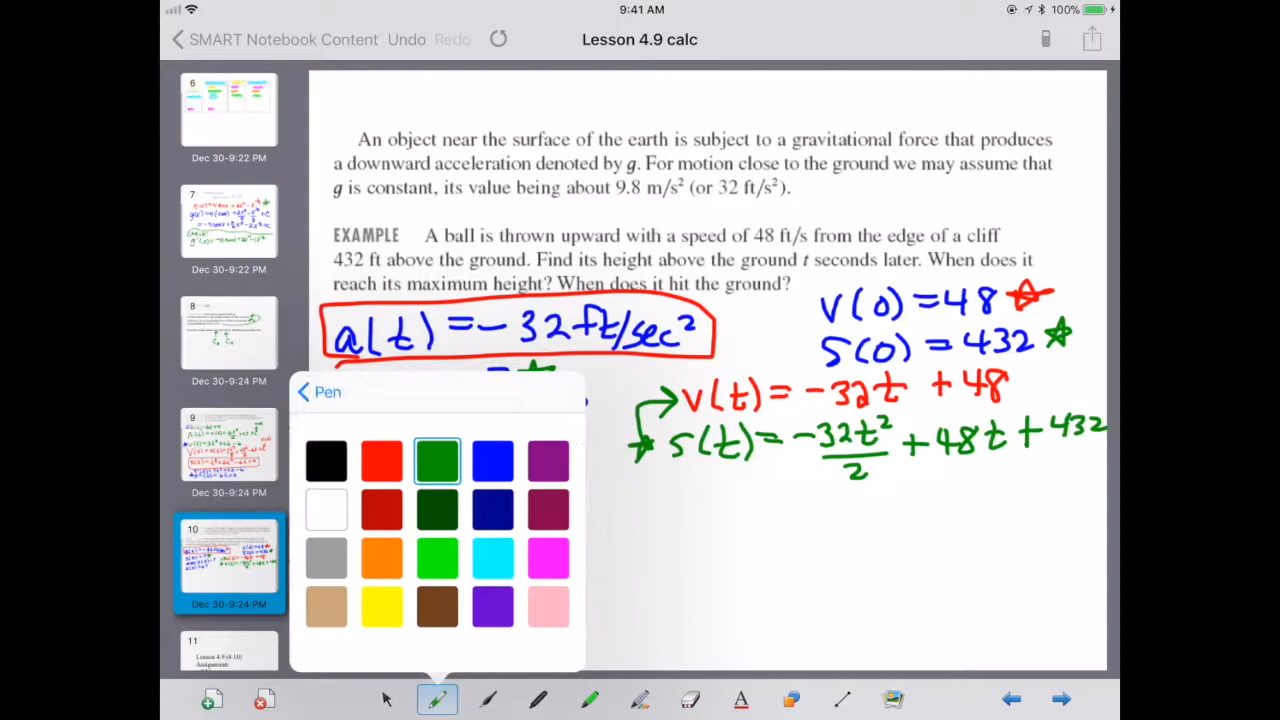 9:41 AM
100%
SMART Notebook Content Undo Redo
Lesson 4.9 calc
6
Dec 30-9:22 PM
7
Dec 30-9:22 PM
8
Dec 30-9:24 PM
9
Dec 30-9:24 PM
10
Dec 30-9:24 PM
11
Lesson 4.9 (4.10)
Assignment:
An object near the surface of the earth is subject to a gravitational force that produces
a downward acceleration denoted by g. For motion close to the ground we may assume that
g is constant, its value being about 9.8 m/s² (or 32 ft/s²).
EXAMPLE A ball is thrown upward with a speed of 48 ft/s from the edge of a cliff
432 ft above the ground. Find its height above the ground t seconds later. When does it
reach its maximum height? When does it hit the ground?
a(t) = -32 ft/sec²
v(0) = 48
s(0) = 432
v(t) = -32t + 48
s(t) = -32t²/2 + 48t + 432
Pen
A